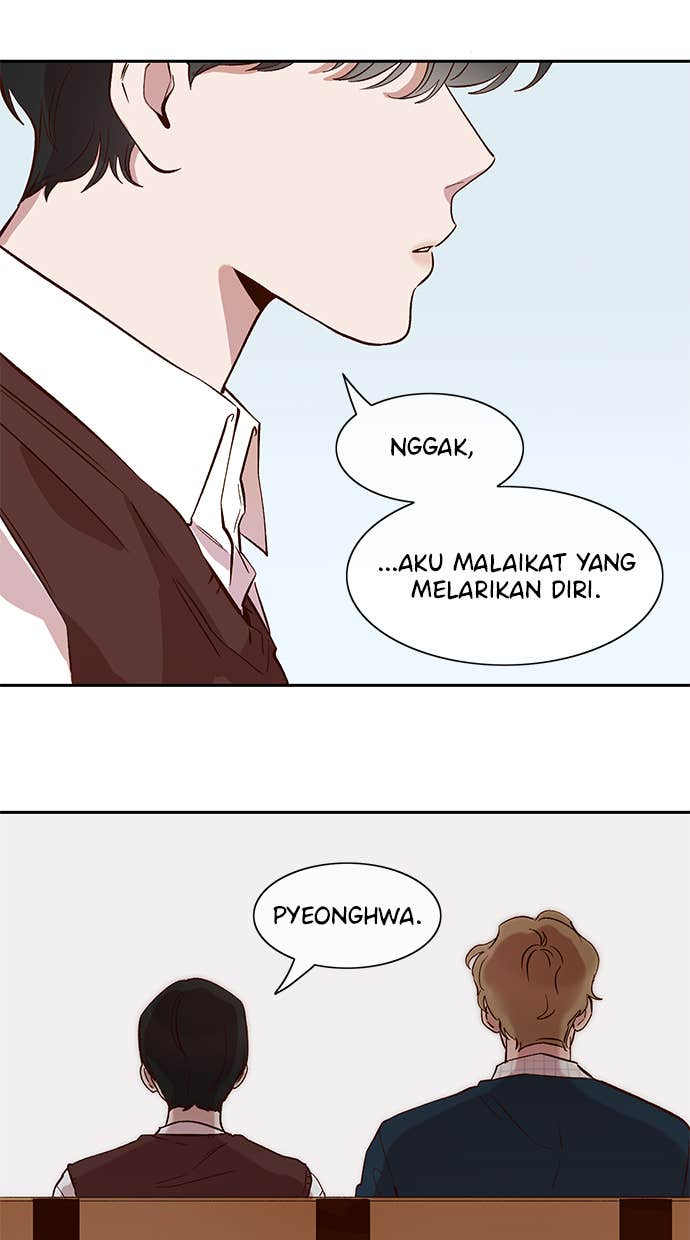 NGGAK,
...AKU MALAIKAT YANG
MELARIKAN DIRI.
PYEONGHWA.